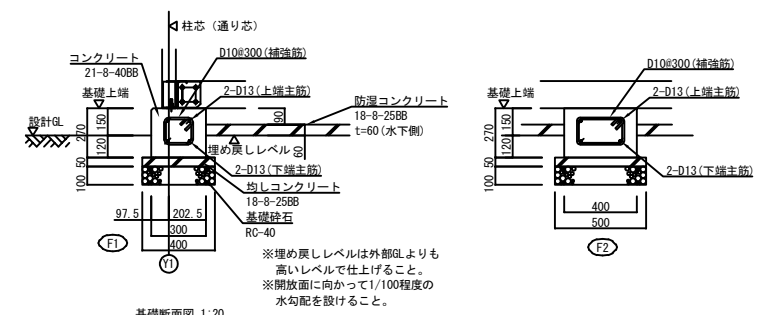 柱芯（通り芯）
コンクリート
21-8-40BB
D10@300(補強筋)
基礎上端
2-D13(上端主筋)
防湿コンクリート
18-8-25BB
t=60(水下側)
設計GL
270
150
120
50
100
90
60
埋め戻しレベル
2-D13(下端主筋)
均しコンクリート
18-8-25BB
基礎砕石
RC-40
97.5
202.5
300
400
F1
Y1
※埋め戻しレベルは外部GLよりも
高いレベルで仕上げること。
※開放面に向かって1/100程度の
水勾配を設けること。
基礎断面図 1:20
D10@300(補強筋)
基礎上端
2-D13(上端主筋)
270
150
120
50
100
2-D13(下端主筋)
400
500
F2